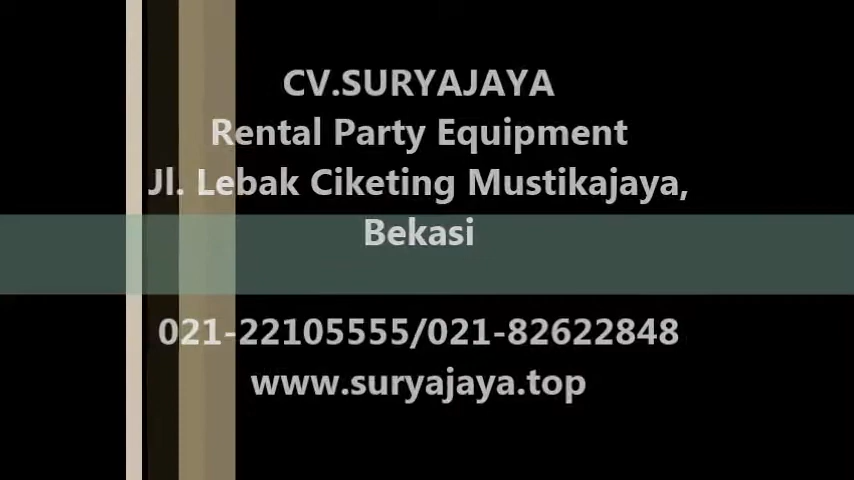 CV.SURYAJAYA
Rental Party Equipment
Jl. Lebak Ciketing Mustikajaya,
Bekasi
021-22105555/021-82622848
www.suryajaya.top